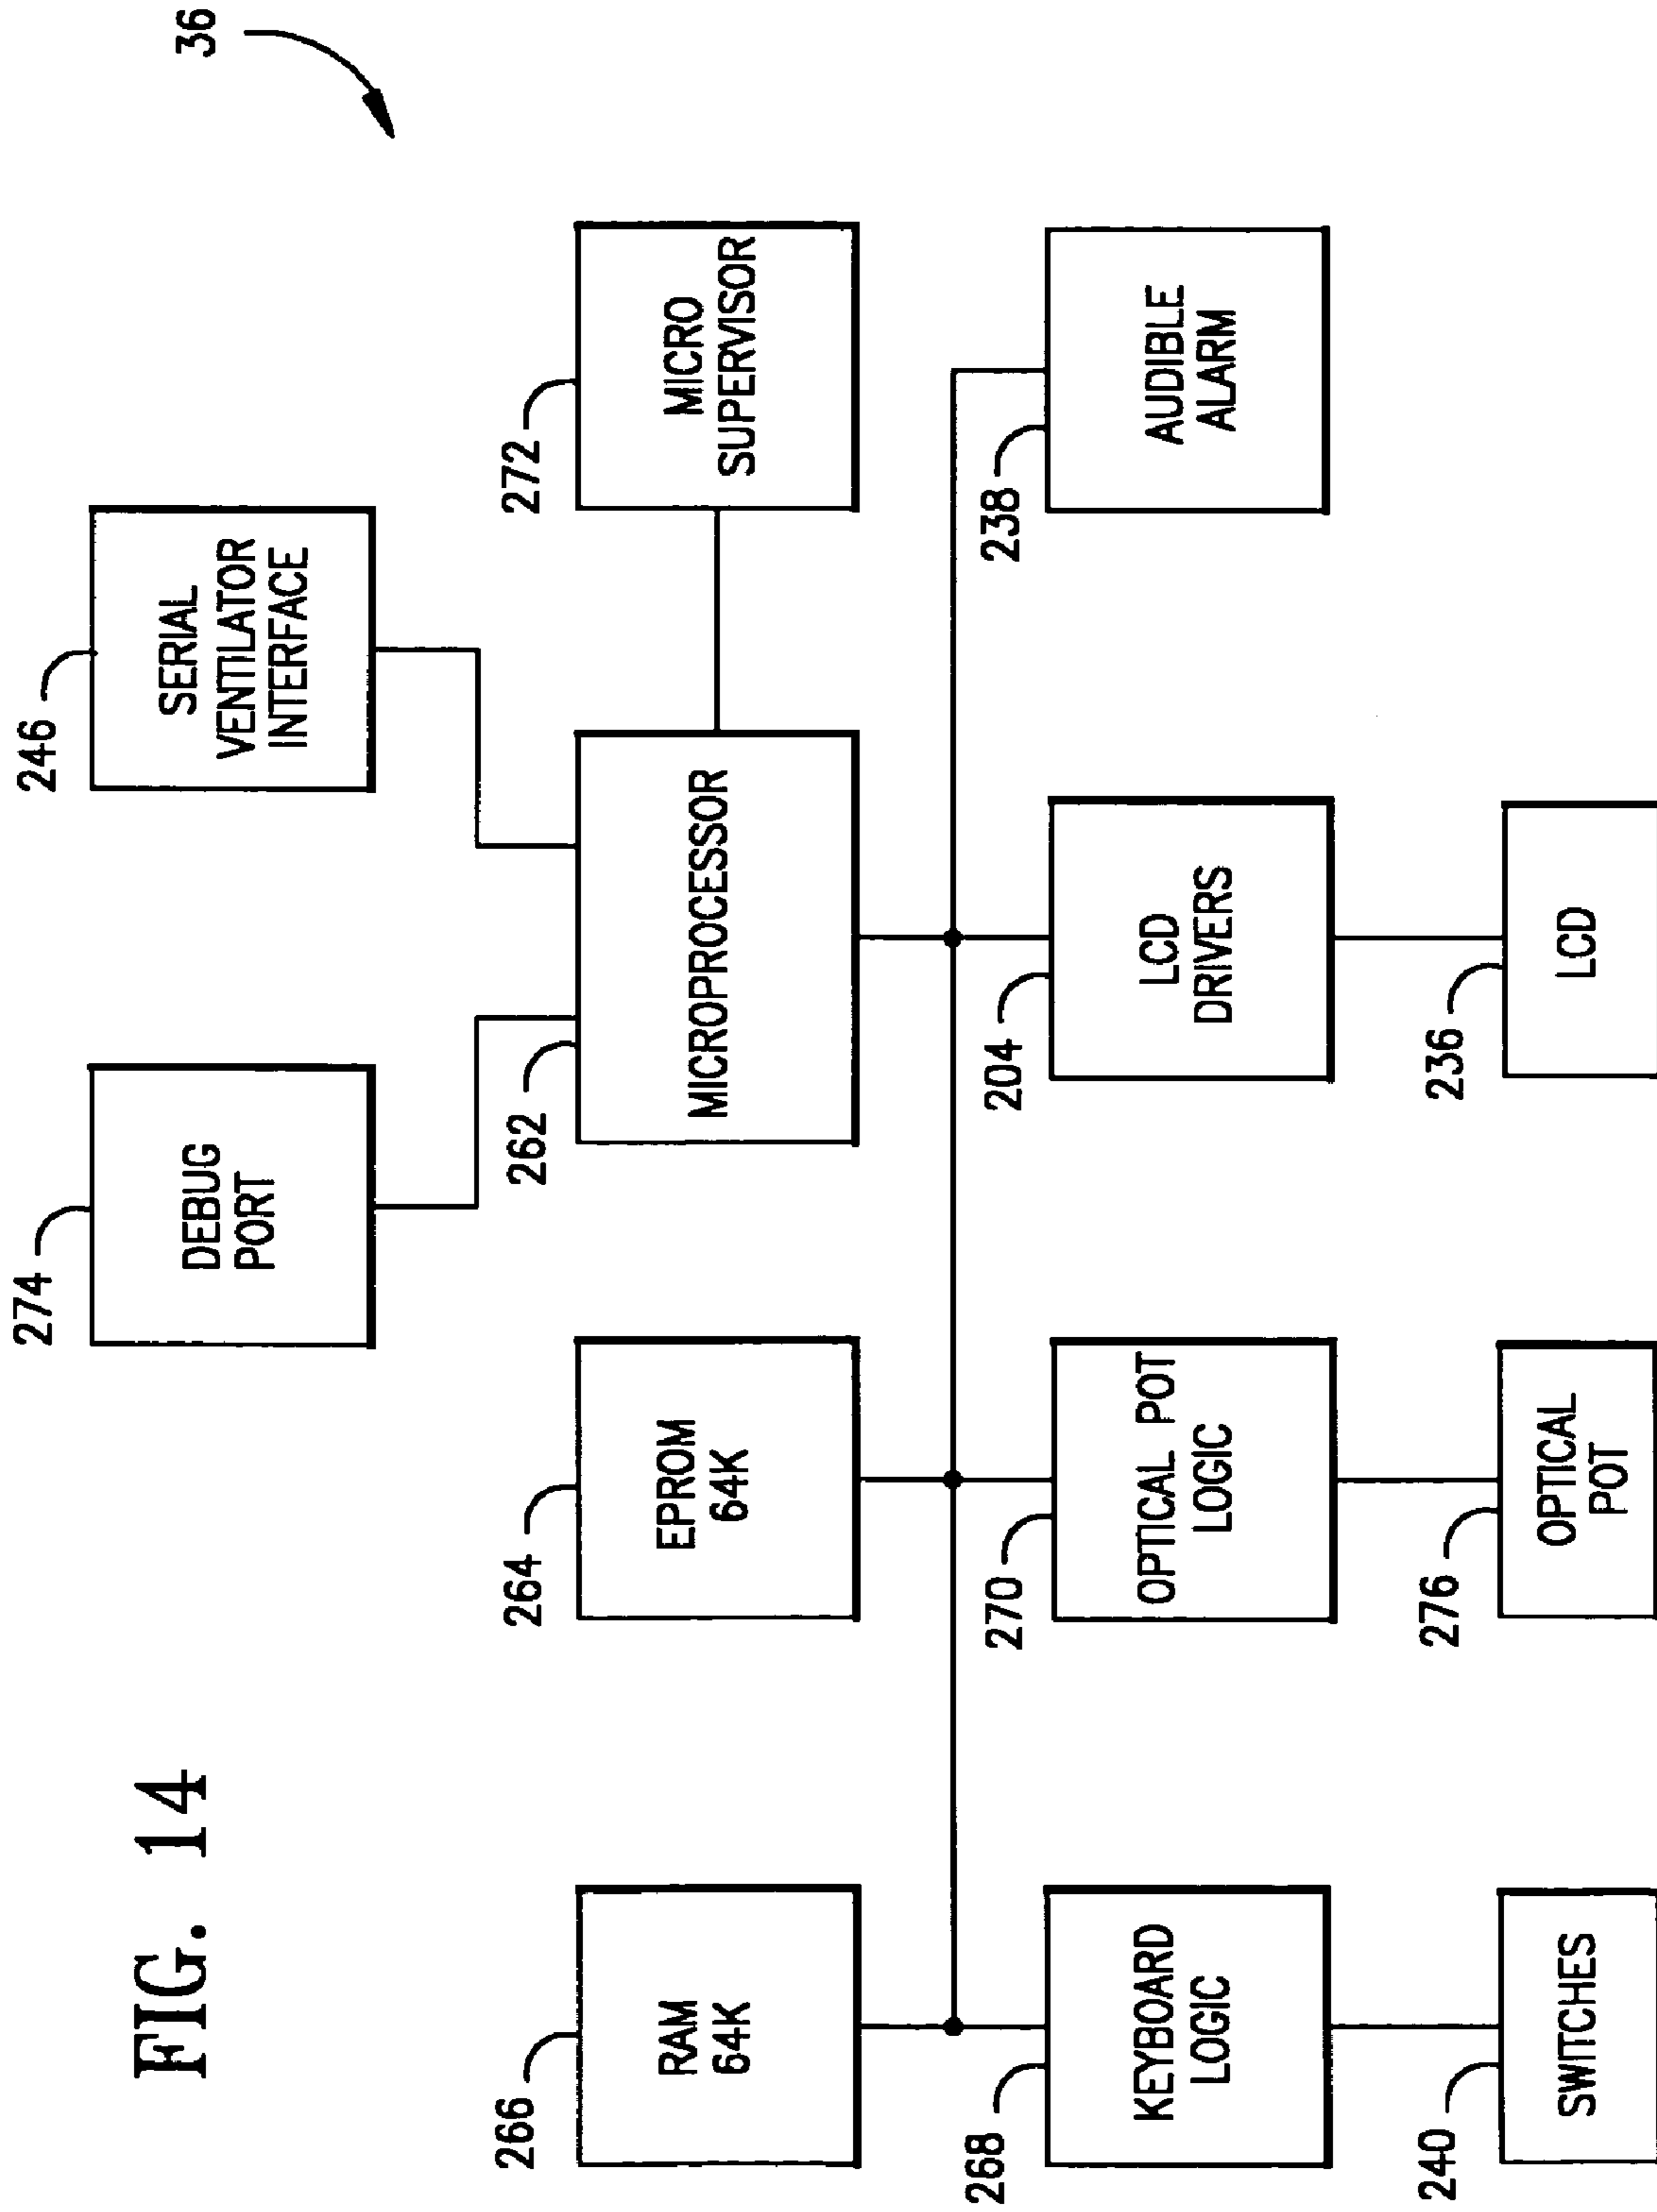 FIG. 14
36
274
DEBUG
PORT
246
SERIAL
VENTILATOR
INTERFACE
266
RAM
64K
264
EPROM
64K
262
MICROPROCESSOR
272
MICRO
SUPERVISOR
268
KEYBOARD
LOGIC
270
OPTICAL POT
LOGIC
204
LCD
DRIVERS
238
AUDIBLE
ALARM
240
SWITCHES
276
OPTICAL
POT
236
LCD